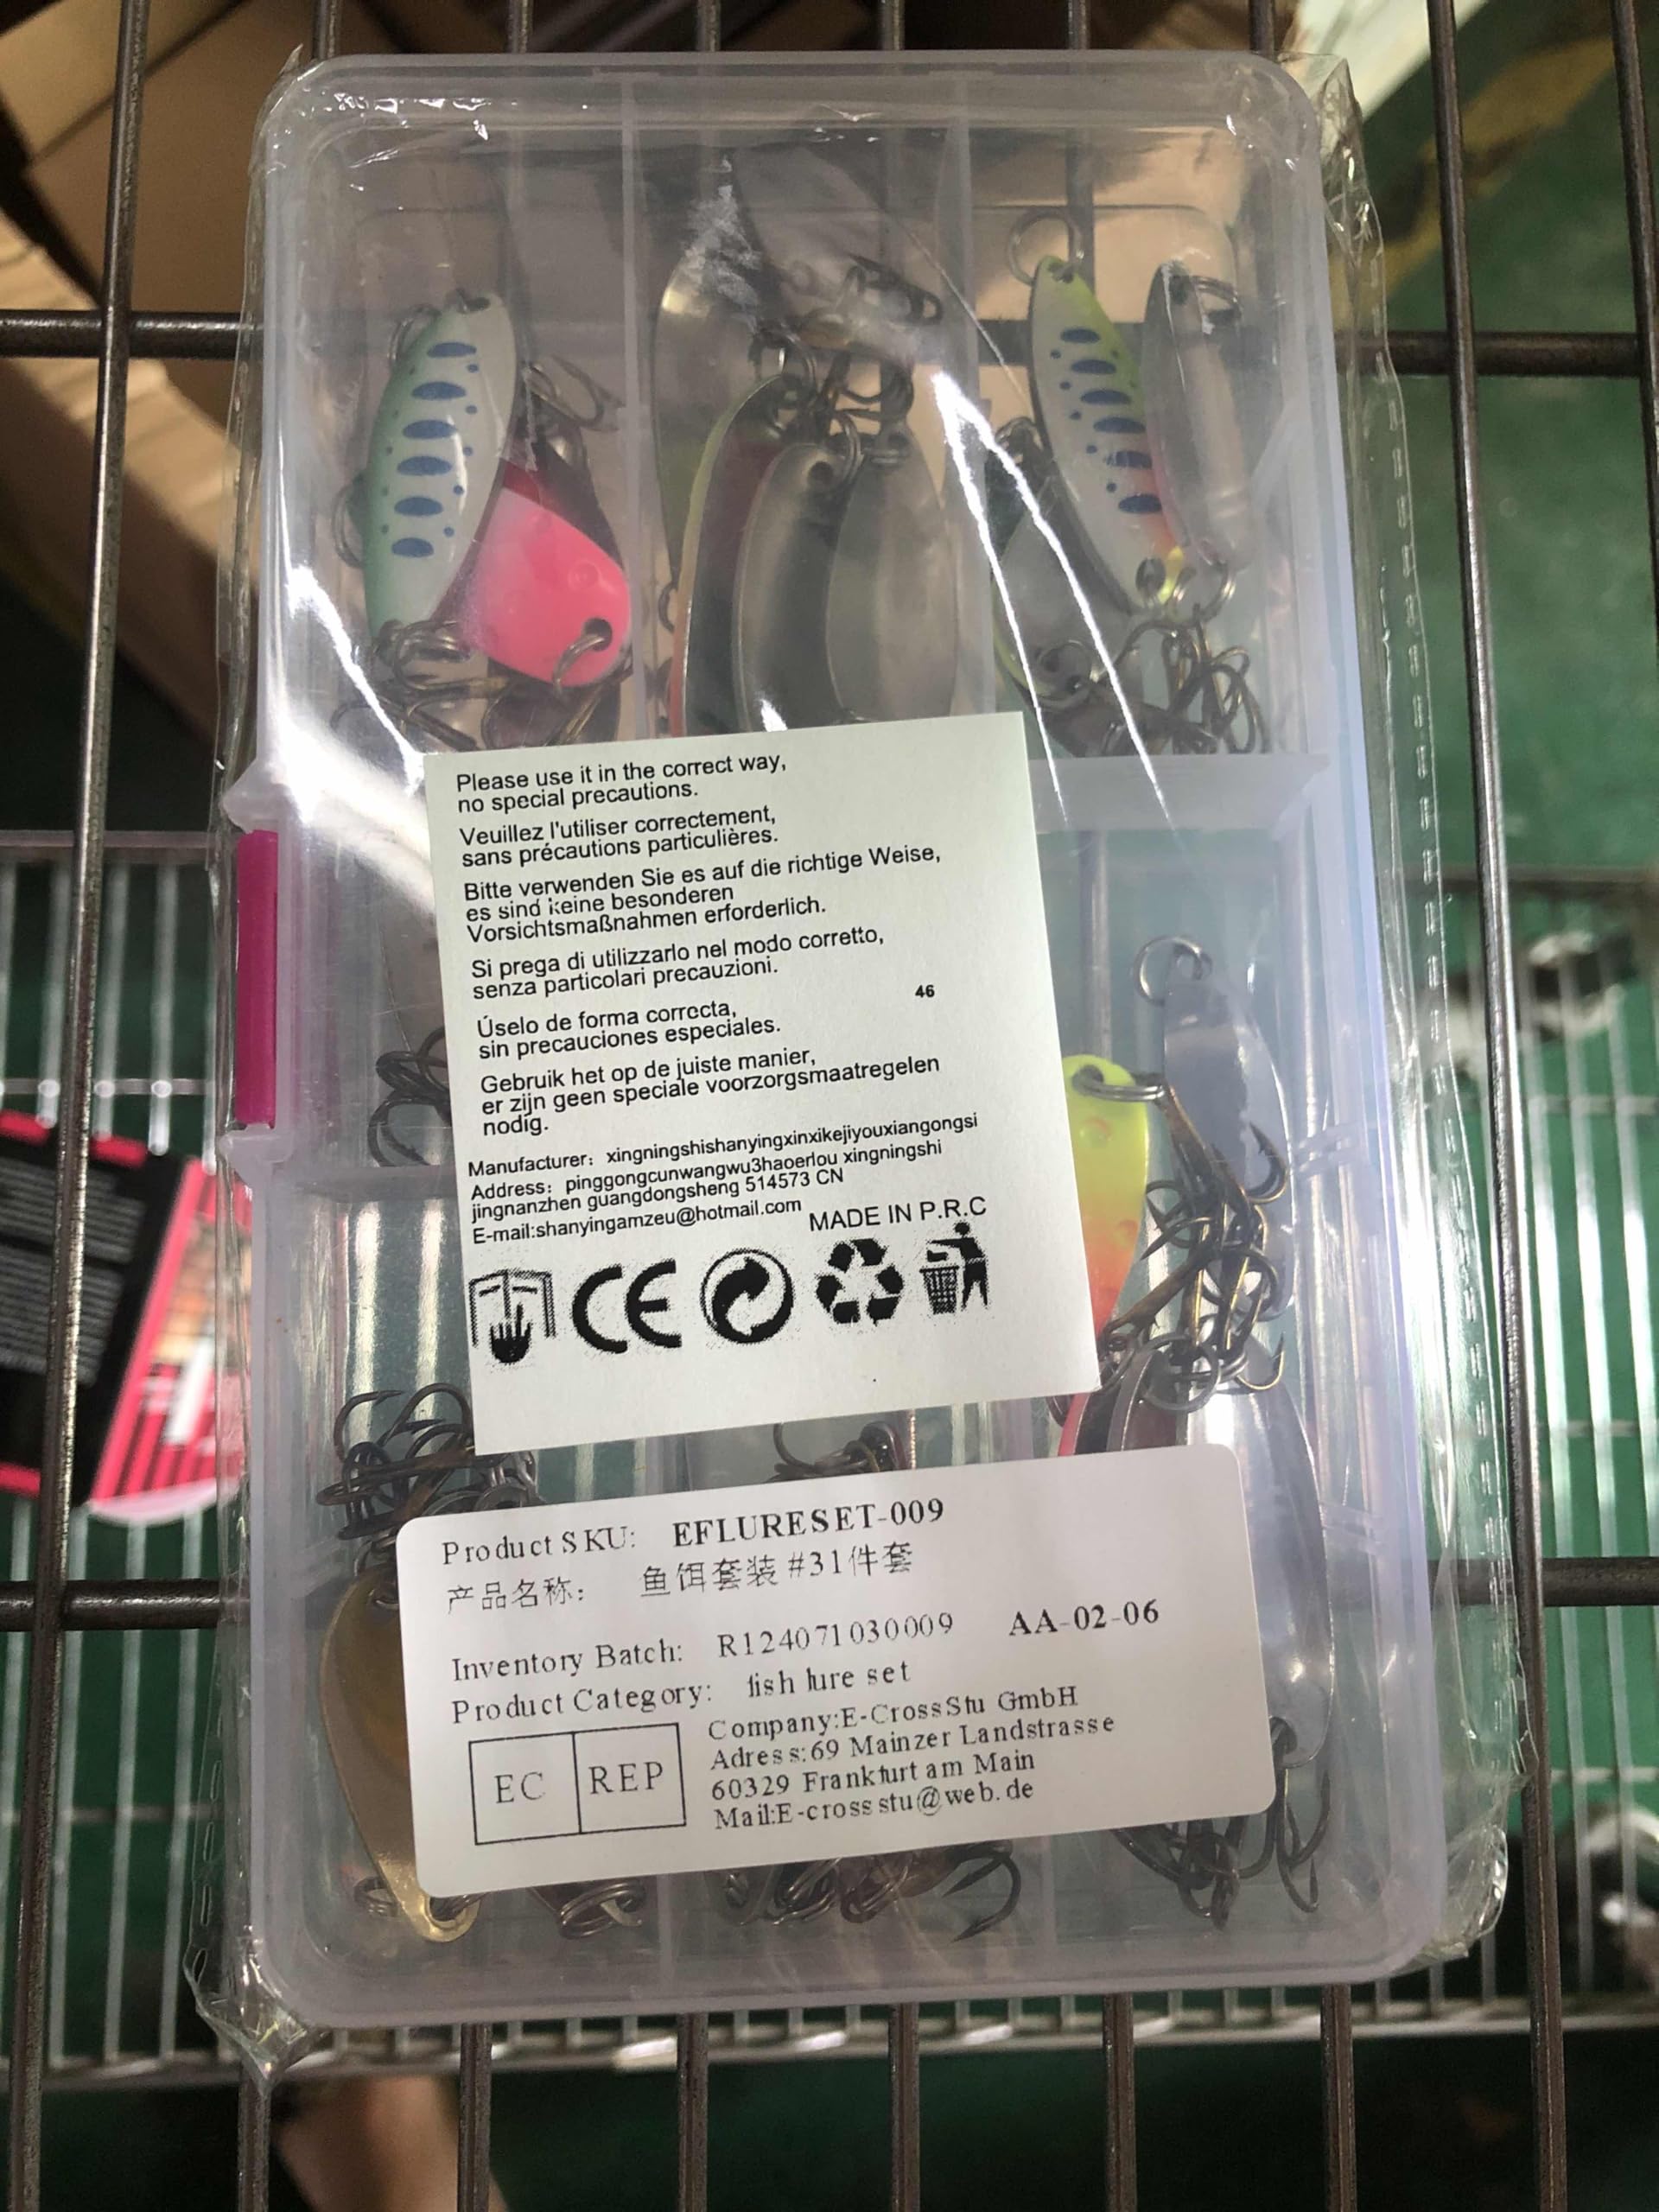 Please use it in the correct way,
no special precautions.
Veuillez l'utiliser correctement,
sans précautions particulières.
Bitte verwenden Sie es auf die richtige Weise,
es sind keine besonderen
Vorsichtsmaßnahmen erforderlich.
Si prega di utilizzarlo nel modo corretto,
senza particolari precauzioni.
Úselo de forma correcta,
sin precauciones especiales.
46
Gebruik het op de juiste manier,
er zijn geen speciale voorzorgsmaatregelen
nodig.
Manufacturer: xingningshishanyingxinxikejiyouxiangongsi
Address: pinggongcunwangwu3haoerlou xingningshi
jingnanzhen guangdongsheng 514573 CN
E-mail:shanyingamzeu@hotmail.com
MADE IN P.R.C
CE
Product SKU: EFLURESET-009
产品名称: 鱼饵套装 #31件套
Inventory Batch: R124071030009 AA-02-06
Product Category: fish lure set
EC REP
Company:E-CrossStu GmbH
Adress:69 Mainzer Landstrasse
60329 Frankfurt am Main
Mail:E-crossstu@web.de